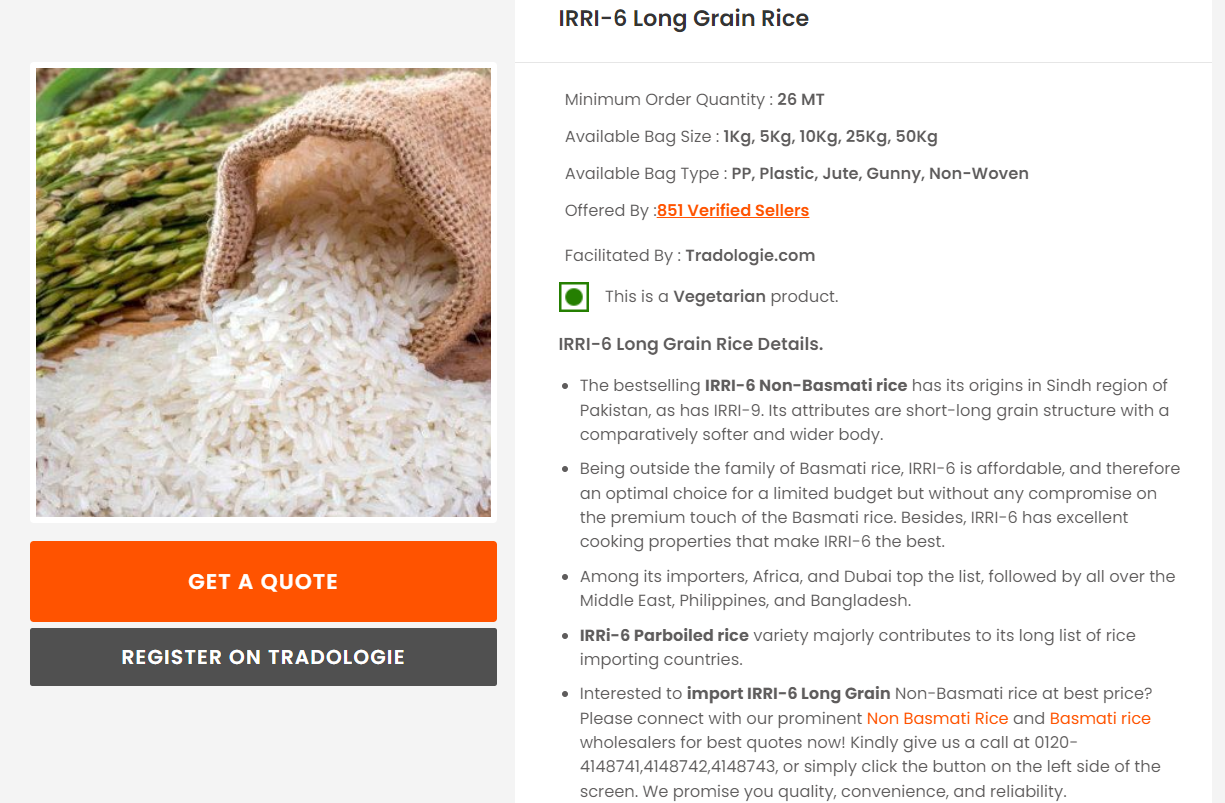 IRRI-6 Long Grain Rice
Minimum Order Quantity : 26 MT
Available Bag Size : 1Kg, 5Kg, 10Kg, 25Kg, 50Kg
Available Bag Type : PP, Plastic, Jute, Gunny, Non-Woven
Offered By :851 Verified Sellers
Facilitated By : Tradologie.com
This is a Vegetarian product.
IRRI-6 Long Grain Rice Details.
The bestselling IRRI-6 Non-Basmati rice has its origins in Sindh region of
Pakistan, as has IRRI-9. Its attributes are short-long grain structure with a
comparatively softer and wider body.
Being outside the family of Basmati rice, IRRI-6 is affordable, and therefore
an optimal choice for a limited budget but without any compromise on
the premium touch of the Basmati rice. Besides, IRRI-6 has excellent
cooking properties that make IRRI-6 the best.
Among its importers, Africa, and Dubai top the list, followed by all over the
Middle East, Philippines, and Bangladesh.
IRRi-6 Parboiled rice variety majorly contributes to its long list of rice
importing countries.
Interested to import IRRI-6 Long Grain Non-Basmati rice at best price?
Please connect with our prominent Non Basmati Rice and Basmati rice
wholesalers for best quotes now! Kindly give us a call at 0120-
4148741,4148742,4148743, or simply click the button on the left side of the
screen. We promise you quality, convenience, and reliability.
GET A QUOTE
REGISTER ON TRADOLOGIE